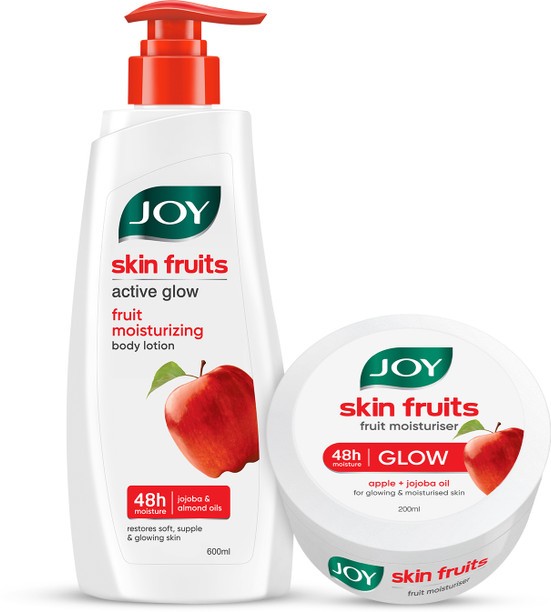 JOY
skin fruits
active glow
fruit
moisturizing
body lotion
48h
moisture
jojoba &
almond oils
restores soft, supple
& glowing skin
600ml
JOY
skin fruits
fruit moisturiser
48h
moisture
GLOW
apple + jojoba oil
for glowing & moisturised skin
200ml
JOY
skin fruits
fruit moisturiser